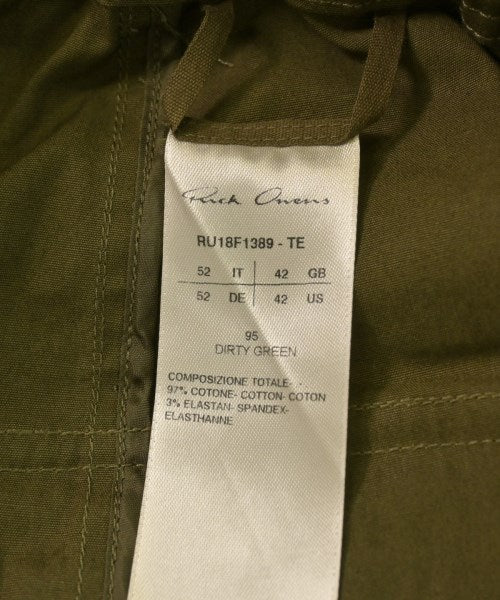 Rick Owens
RU18F1389 - TE
52 IT 42 GB
52 DE 42 US
95
DIRTY GREEN
COMPOSIZIONE TOTALE- -
97% COTONE- COTTON- COTON
3% ELASTAN- SPANDEX-
ELASTHANNE